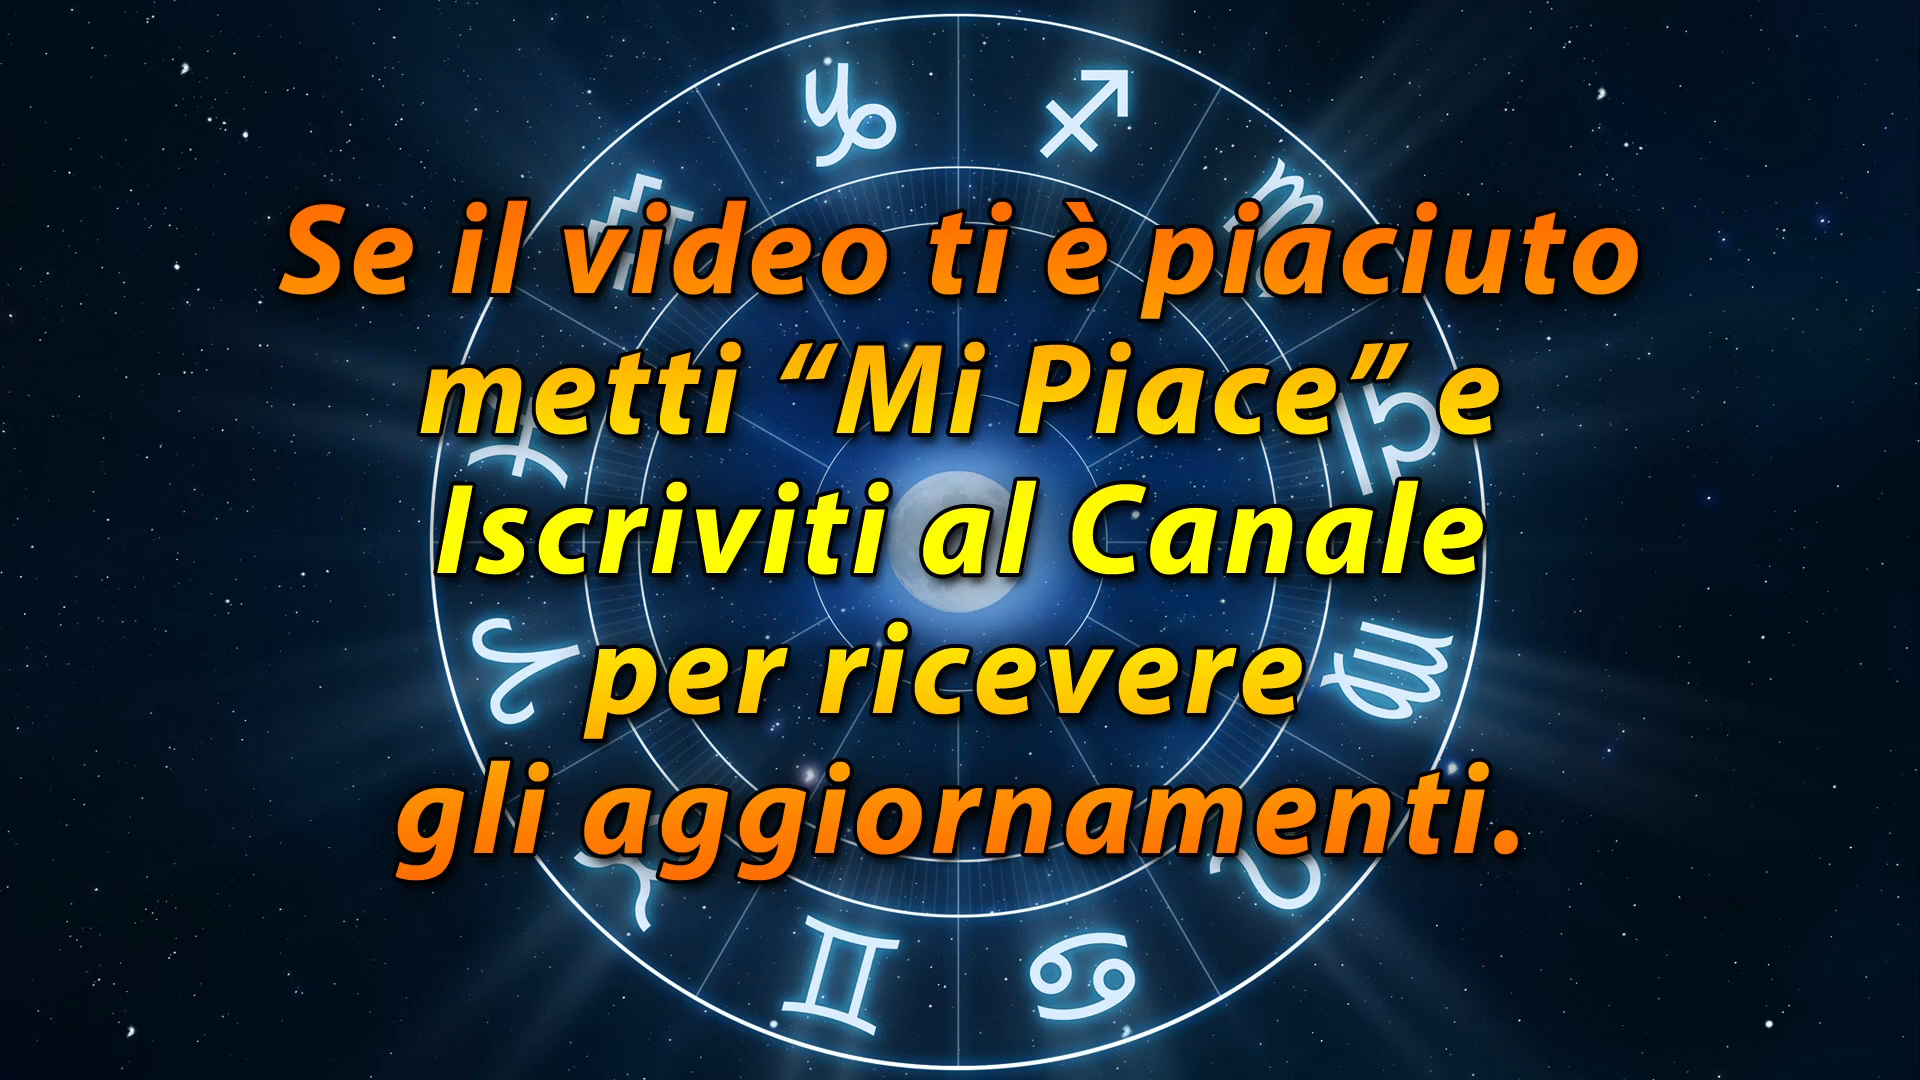 Se il video ti è piaciuto
metti “Mi Piace” e
Iscriviti al Canale
per ricevere
gli aggiornamenti.